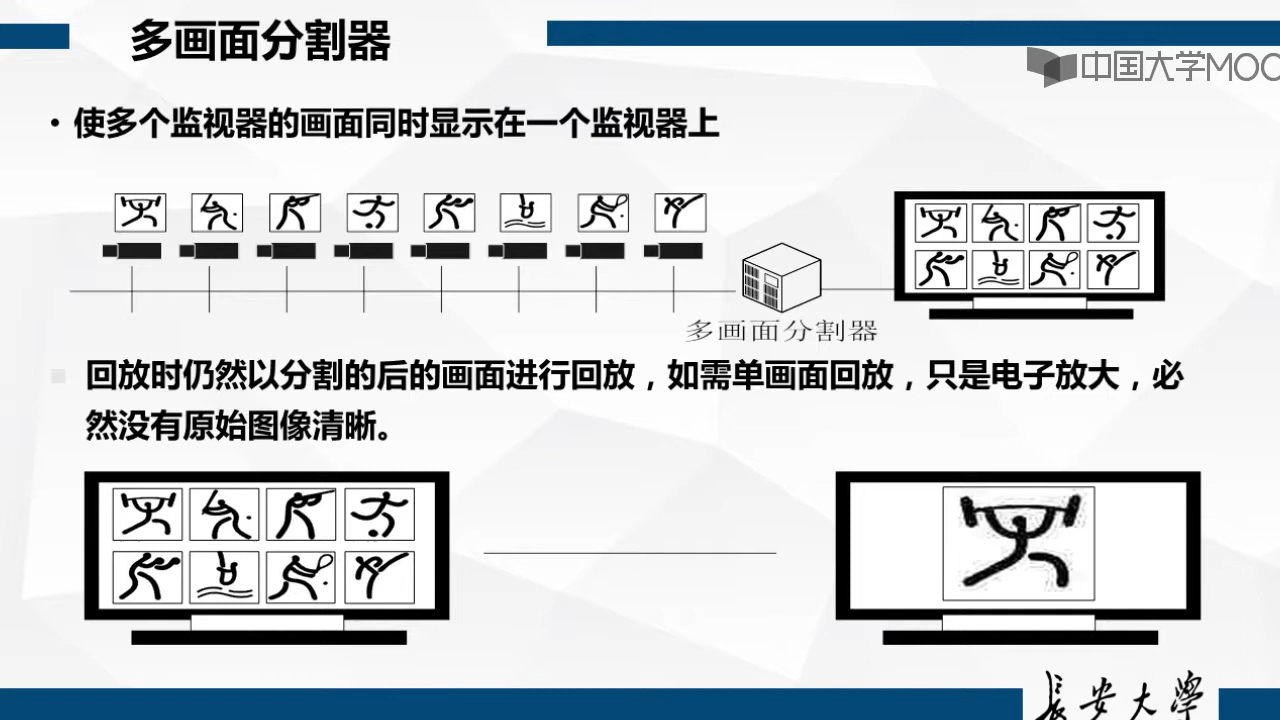 多画面分割器
中国大学MOO
• 使多个监视器的画面同时显示在一个监视器上
多画面分割器
回放时仍然以分割的后的画面进行回放，如需单画面回放，只是电子放大，必
然没有原始图像清晰。
长安大学